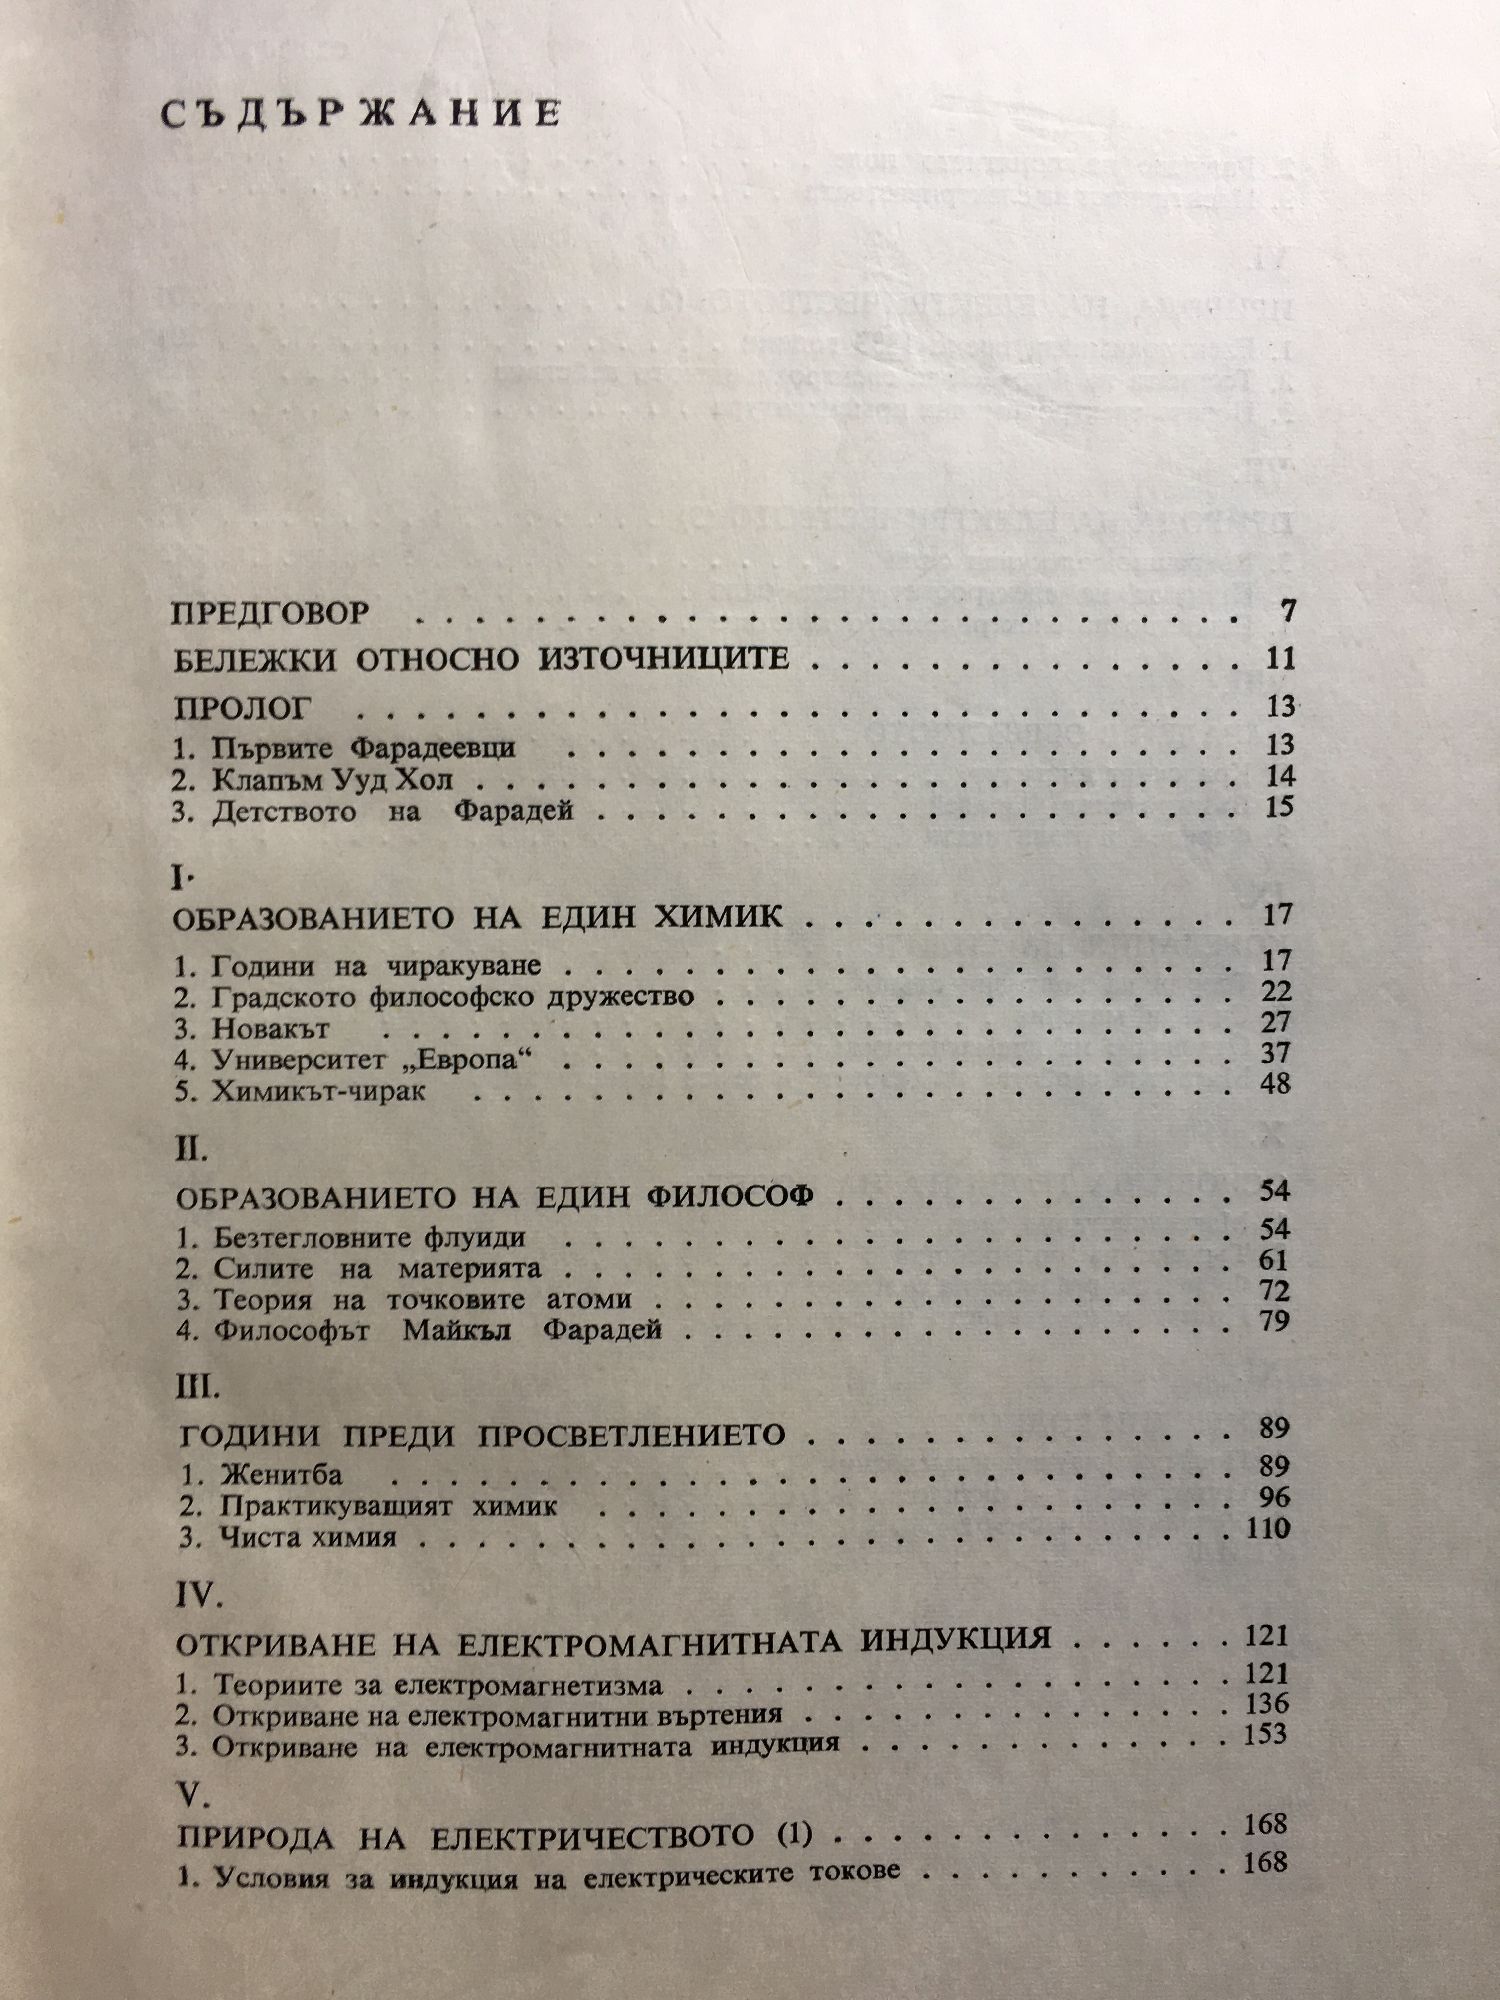 СЪДЪРЖАНИЕ
ПРЕДГОВОР . . . . . . . . . . . . . . . . . . . . . . . . . . . . 7
БЕЛЕЖКИ ОТНОСНО ИЗТОЧНИЦИТЕ . . . . . . . . . . . . . . . 11
ПРОЛОГ . . . . . . . . . . . . . . . . . . . . . . . . . . . . . . 13
1. Първите Фарадеевци . . . . . . . . . . . . . . . . . . . . . . . 13
2. Клапъм Ууд Хол . . . . . . . . . . . . . . . . . . . . . . . . . . 14
3. Детството на Фарадей . . . . . . . . . . . . . . . . . . . . . . 15
I.
ОБРАЗОВАНИЕТО НА ЕДИН ХИМИК . . . . . . . . . . . . . . . 17
1. Години на чиракуване . . . . . . . . . . . . . . . . . . . . . . . 17
2. Градското философско дружество . . . . . . . . . . . . . . . . . . 22
3. Новакът . . . . . . . . . . . . . . . . . . . . . . . . . . . . . 27
4. Университет „Европа“ . . . . . . . . . . . . . . . . . . . . . . . 37
5. Химикът-чирак . . . . . . . . . . . . . . . . . . . . . . . . . . 48
II.
ОБРАЗОВАНИЕТО НА ЕДИН ФИЛОСОФ . . . . . . . . . . . . . . 54
1. Безтегловните флуиди . . . . . . . . . . . . . . . . . . . . . . . 54
2. Силите на материята . . . . . . . . . . . . . . . . . . . . . . . 61
3. Теория на точковите атоми . . . . . . . . . . . . . . . . . . . . 72
4. Философът Майкъл Фарадей . . . . . . . . . . . . . . . . . . . 79
III.
ГОДИНИ ПРЕДИ ПРОСВЕТЛЕНИЕТО . . . . . . . . . . . . . . . 89
1. Женитба . . . . . . . . . . . . . . . . . . . . . . . . . . . . . 89
2. Практикуващият химик . . . . . . . . . . . . . . . . . . . . . . 96
3. Чиста химия . . . . . . . . . . . . . . . . . . . . . . . . . . . . 110
IV.
ОТКРИВАНЕ НА ЕЛЕКТРОМАГНИТНАТА ИНДУКЦИЯ . . . . . . 121
1. Теориите за електромагнетизма . . . . . . . . . . . . . . . . . . . 121
2. Откриване на електромагнитни въртения . . . . . . . . . . . . . . . 136
3. Откриване на електромагнитната индукция . . . . . . . . . . . . . 153
V.
ПРИРОДА НА ЕЛЕКТРИЧЕСТВОТО (1) . . . . . . . . . . . . . . 168
1. Условия за индукция на електрическите токове . . . . . . . . . . . 168